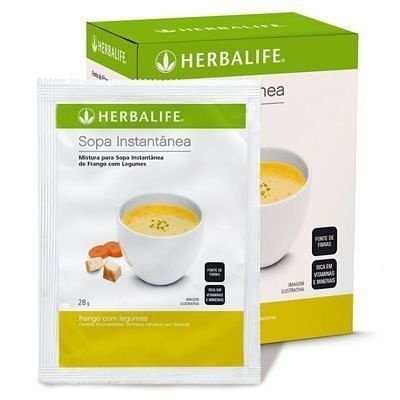 HERBALIFE
HERBALIFE
Sopa Instantânea
Mistura para Sopa Instantânea
de Frango com Legumes
FONTE DE
FIBRAS
RICA EM
VITAMINAS
E MINERAIS
IMAGEM
ILUSTRATIVA
28g
frango com legumes
nea
FONTE DE
FIBRAS
RICA EM
VITAMINAS
E MINERAIS
IMAGEM
ILUSTRATIVA